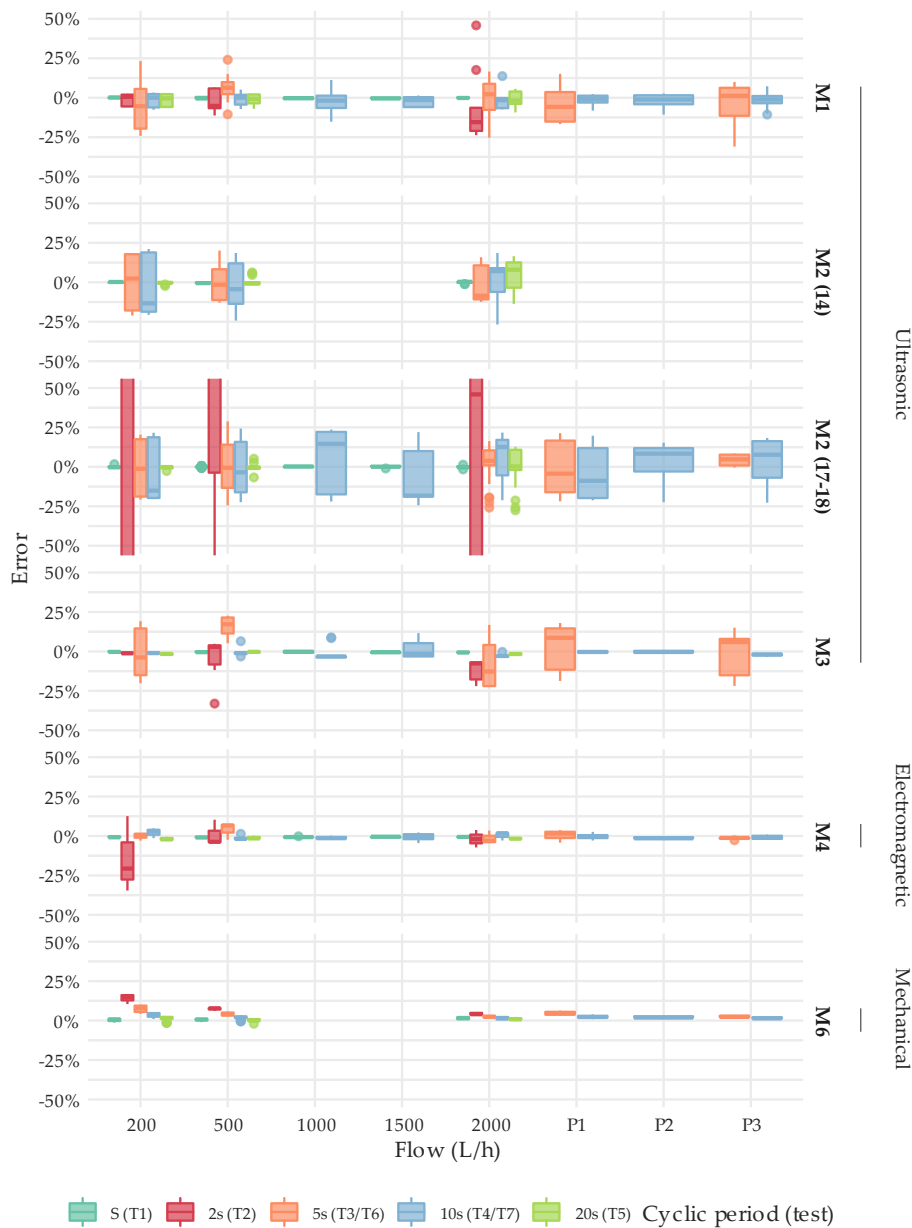 50%
25%
0%
-25%
-50%
M1
50%
25%
0%
-25%
-50%
M2
(14)
50%
25%
0%
-25%
-50%
M2
(17-18)
50%
25%
0%
-25%
-50%
M3
50%
25%
0%
-25%
-50%
M4
50%
25%
0%
-25%
-50%
M6
Error
Ultrasonic
Electromagnetic
Mechanical
200 500 1000 1500 2000 P1 P2 P3
Flow (L/h)
S (T1) 2s (T2) 5s (T3/T6) 10s (T4/T7) 20s (T5) Cyclic period (test)